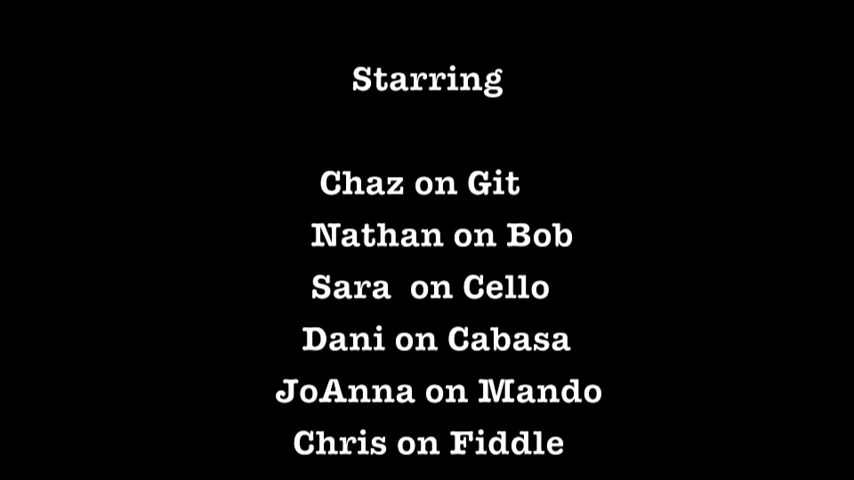 Starring
Chaz on Git
Nathan on Bob
Sara on Cello
Dani on Cabasa
JoAnna on Mando
Chris on Fiddle